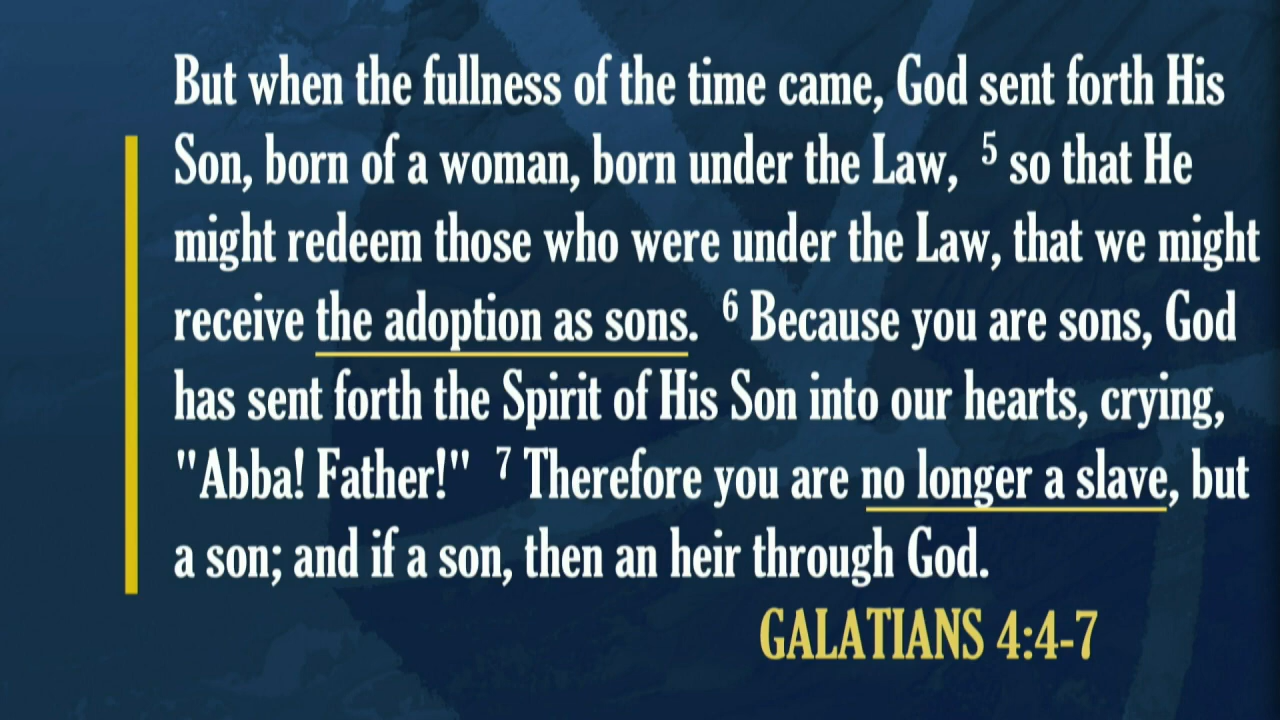 But when the fullness of the time came, God sent forth His
Son, born of a woman, born under the Law, 5 so that He
might redeem those who were under the Law, that we might
receive the adoption as sons. 6 Because you are sons, God
has sent forth the Spirit of His Son into our hearts, crying,
"Abba! Father!" 7 Therefore you are no longer a slave, but
a son; and if a son, then an heir through God.
GALATIANS 4:4-7